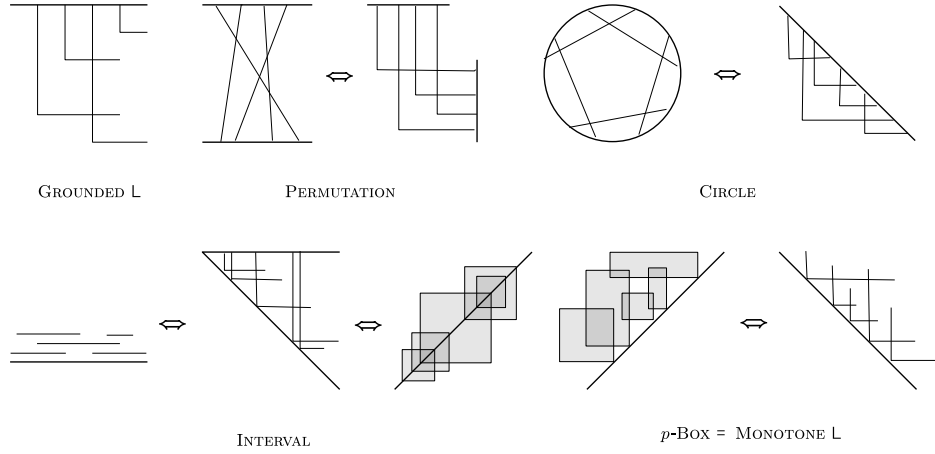 GROUNDED L
PERMUTATION
CIRCLE
INTERVAL
p-BOX = MONOTONE L